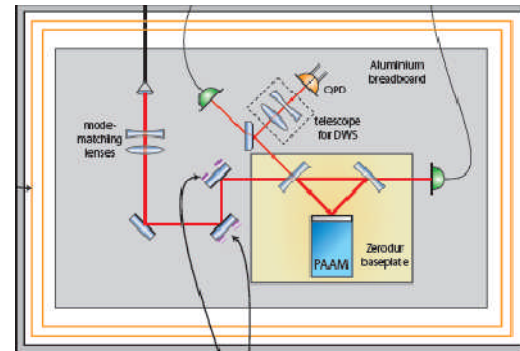 Aluminium
breadboard
QPD
telescope
for DWS
mode-
matching
lenses
Zerodur
baseplate
PAAM